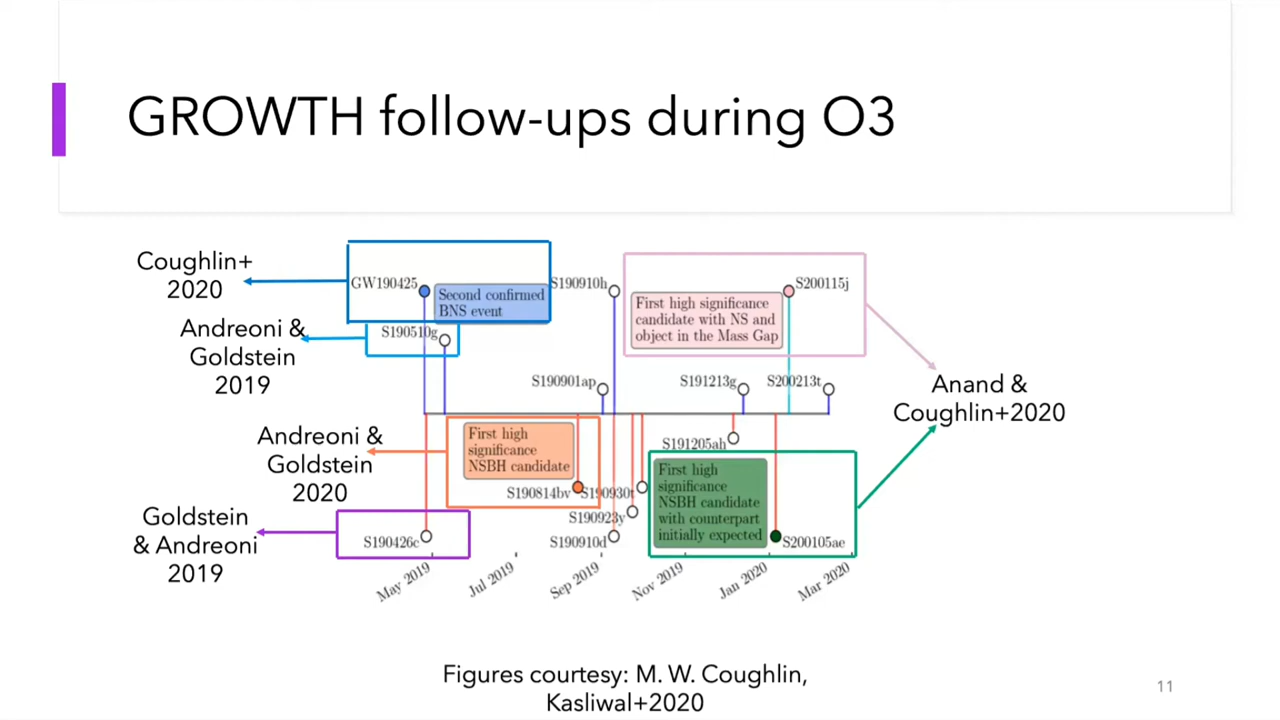 GROWTH follow-ups during O3
Coughlin+
2020
Andreoni &
Goldstein
2019
Andreoni &
Goldstein
2020
Goldstein
& Andreoni
2019
GW190425
Second confirmed
BNS event
S190510g
S190910h
First high significance
candidate with NS and
object in the Mass Gap
S200115j
S190901ap
S191213g
S200213t
First high
significance
NSBH candidate
S190814bv
S190930t
S190923y
S190910d
S190426c
S191205ah
First high
significance
NSBH candidate
with counterpart
initially expected
S200105ae
May 2019
Jul 2019
Sep 2019
Nov 2019
Jan 2020
Mar 2020
Anand &
Coughlin+2020
Figures courtesy: M. W. Coughlin,
Kasliwal+2020
11